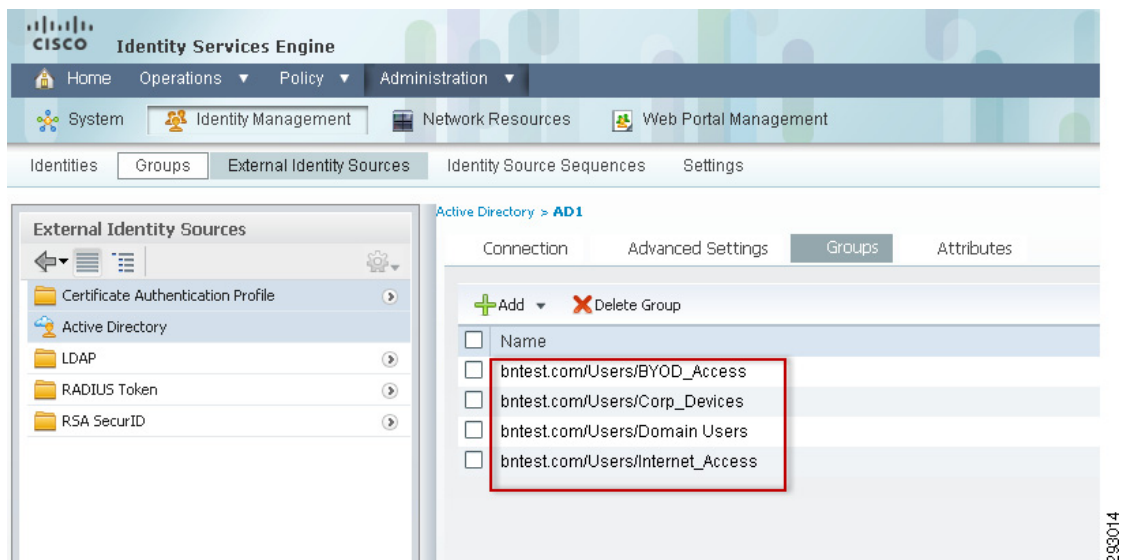 CISCO Identity Services Engine
Home Operations Policy Administration
System Identity Management Network Resources Web Portal Management
Identities Groups External Identity Sources Identity Source Sequences Settings
External Identity Sources
Certificate Authentication Profile
Active Directory
LDAP
RADIUS Token
RSA SecurID
Active Directory > AD1
Connection Advanced Settings Groups Attributes
Add Delete Group
Name
bntest.com/Users/BYOD_Access
bntest.com/Users/Corp_Devices
bntest.com/Users/Domain Users
bntest.com/Users/Internet_Access
293014